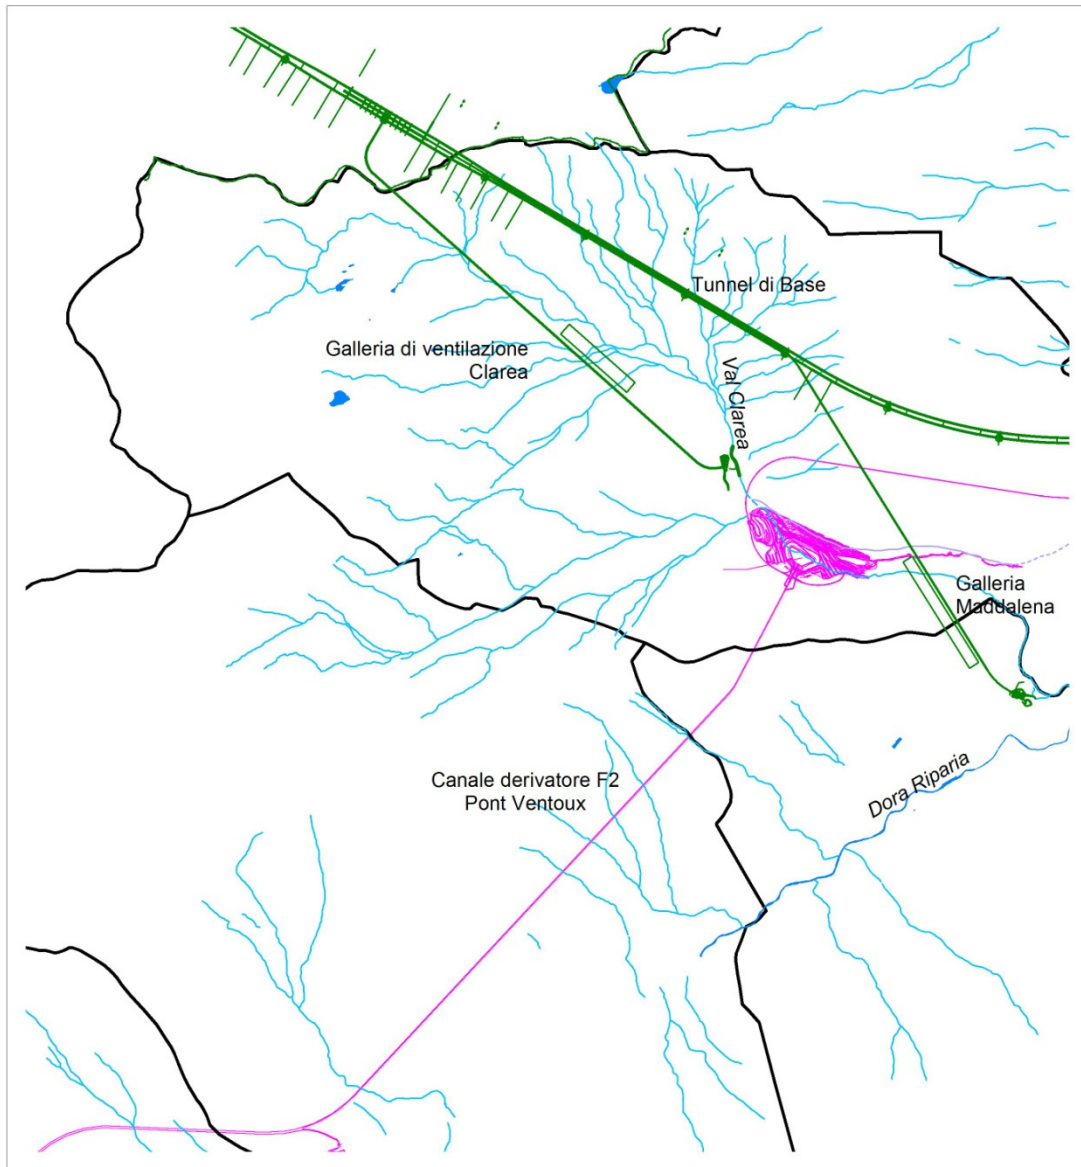 Tunnel di Base
Galleria di ventilazione
Clarea
Val Clarea
Galleria
Maddalena
Canale derivatore F2
Pont Ventoux
Dora Riparia